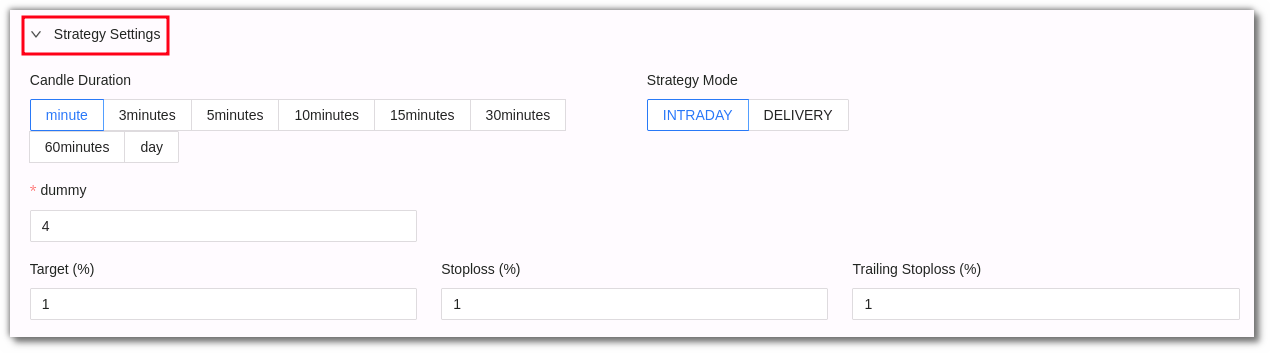 Strategy Settings
Candle Duration
minute 3minutes 5minutes 10minutes 15minutes 30minutes
60minutes day
Strategy Mode
INTRADAY DELIVERY
* dummy
4
Target (%)
1
Stoploss (%)
1
Trailing Stoploss (%)
1